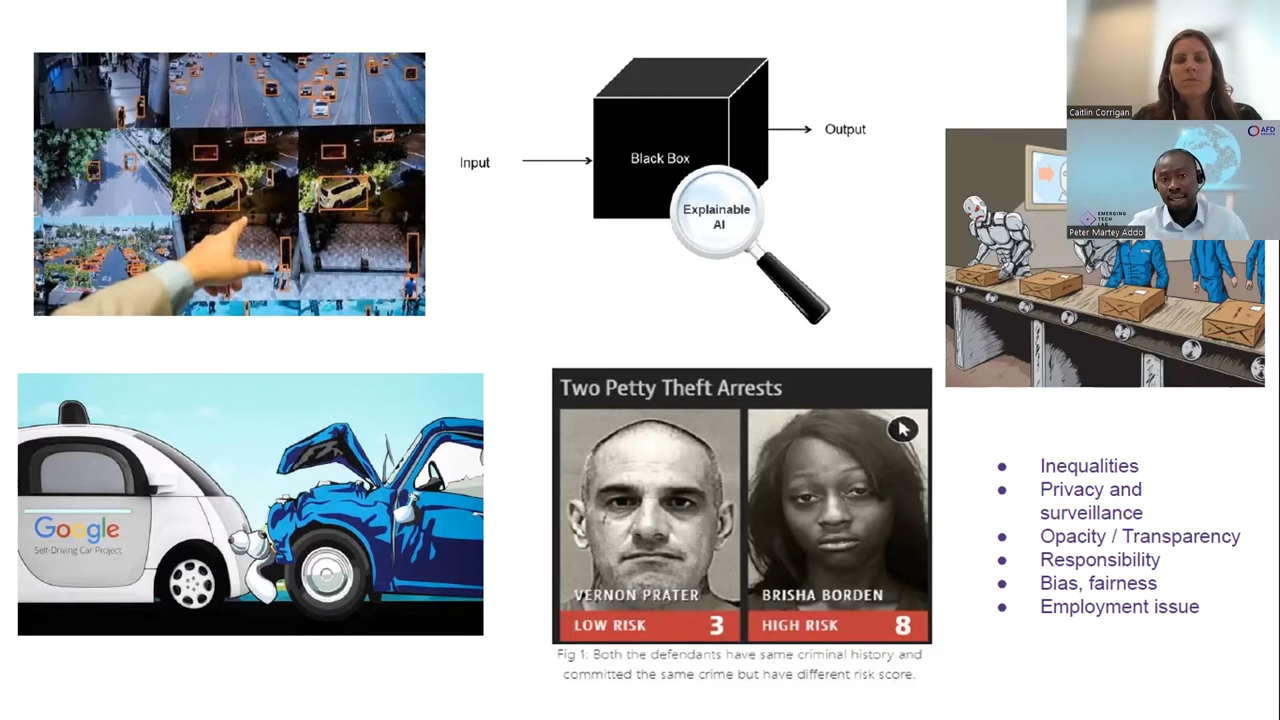 Caitlin Corrigan
AFD
EMERGING
TECH
Peter Martey Addo
Input
Black Box
Output
Explainable
AI
Google
Self-Driving Car Project
Two Petty Theft Arrests
VERNON PRATER
LOW RISK 3
BRISHA BORDEN
HIGH RISK 8
Fig 1: Both the defendants have same criminal history and
committed the same crime but have different risk score.
● Inequalities
● Privacy and
surveillance
● Opacity / Transparency
● Responsibility
● Bias, fairness
● Employment issue